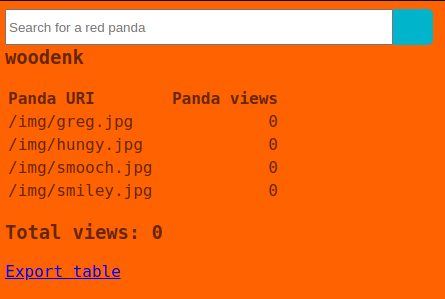 Search for a red panda
woodenk
Panda URI Panda views
/img/greg.jpg 0
/img/hungy.jpg 0
/img/smooch.jpg 0
/img/smiley.jpg 0
Total views: 0
Export table